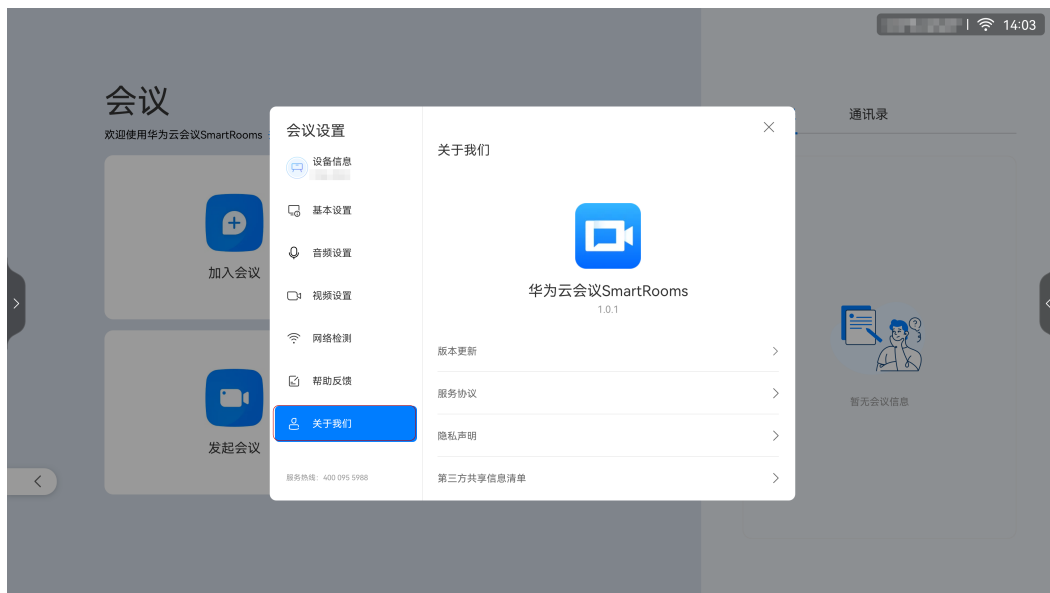 14:03
会议
欢迎使用华为云会议SmartRooms
加入会议
发起会议
通讯录
暂无会议信息
会议设置
设备信息
基本设置
音频设置
视频设置
网络检测
帮助反馈
关于我们
服务热线：400 095 5988
关于我们
华为云会议SmartRooms
1.0.1
版本更新
服务协议
隐私声明
第三方共享信息清单